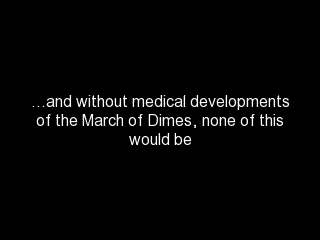 ...and without medical developments
of the March of Dimes, none of this
would be